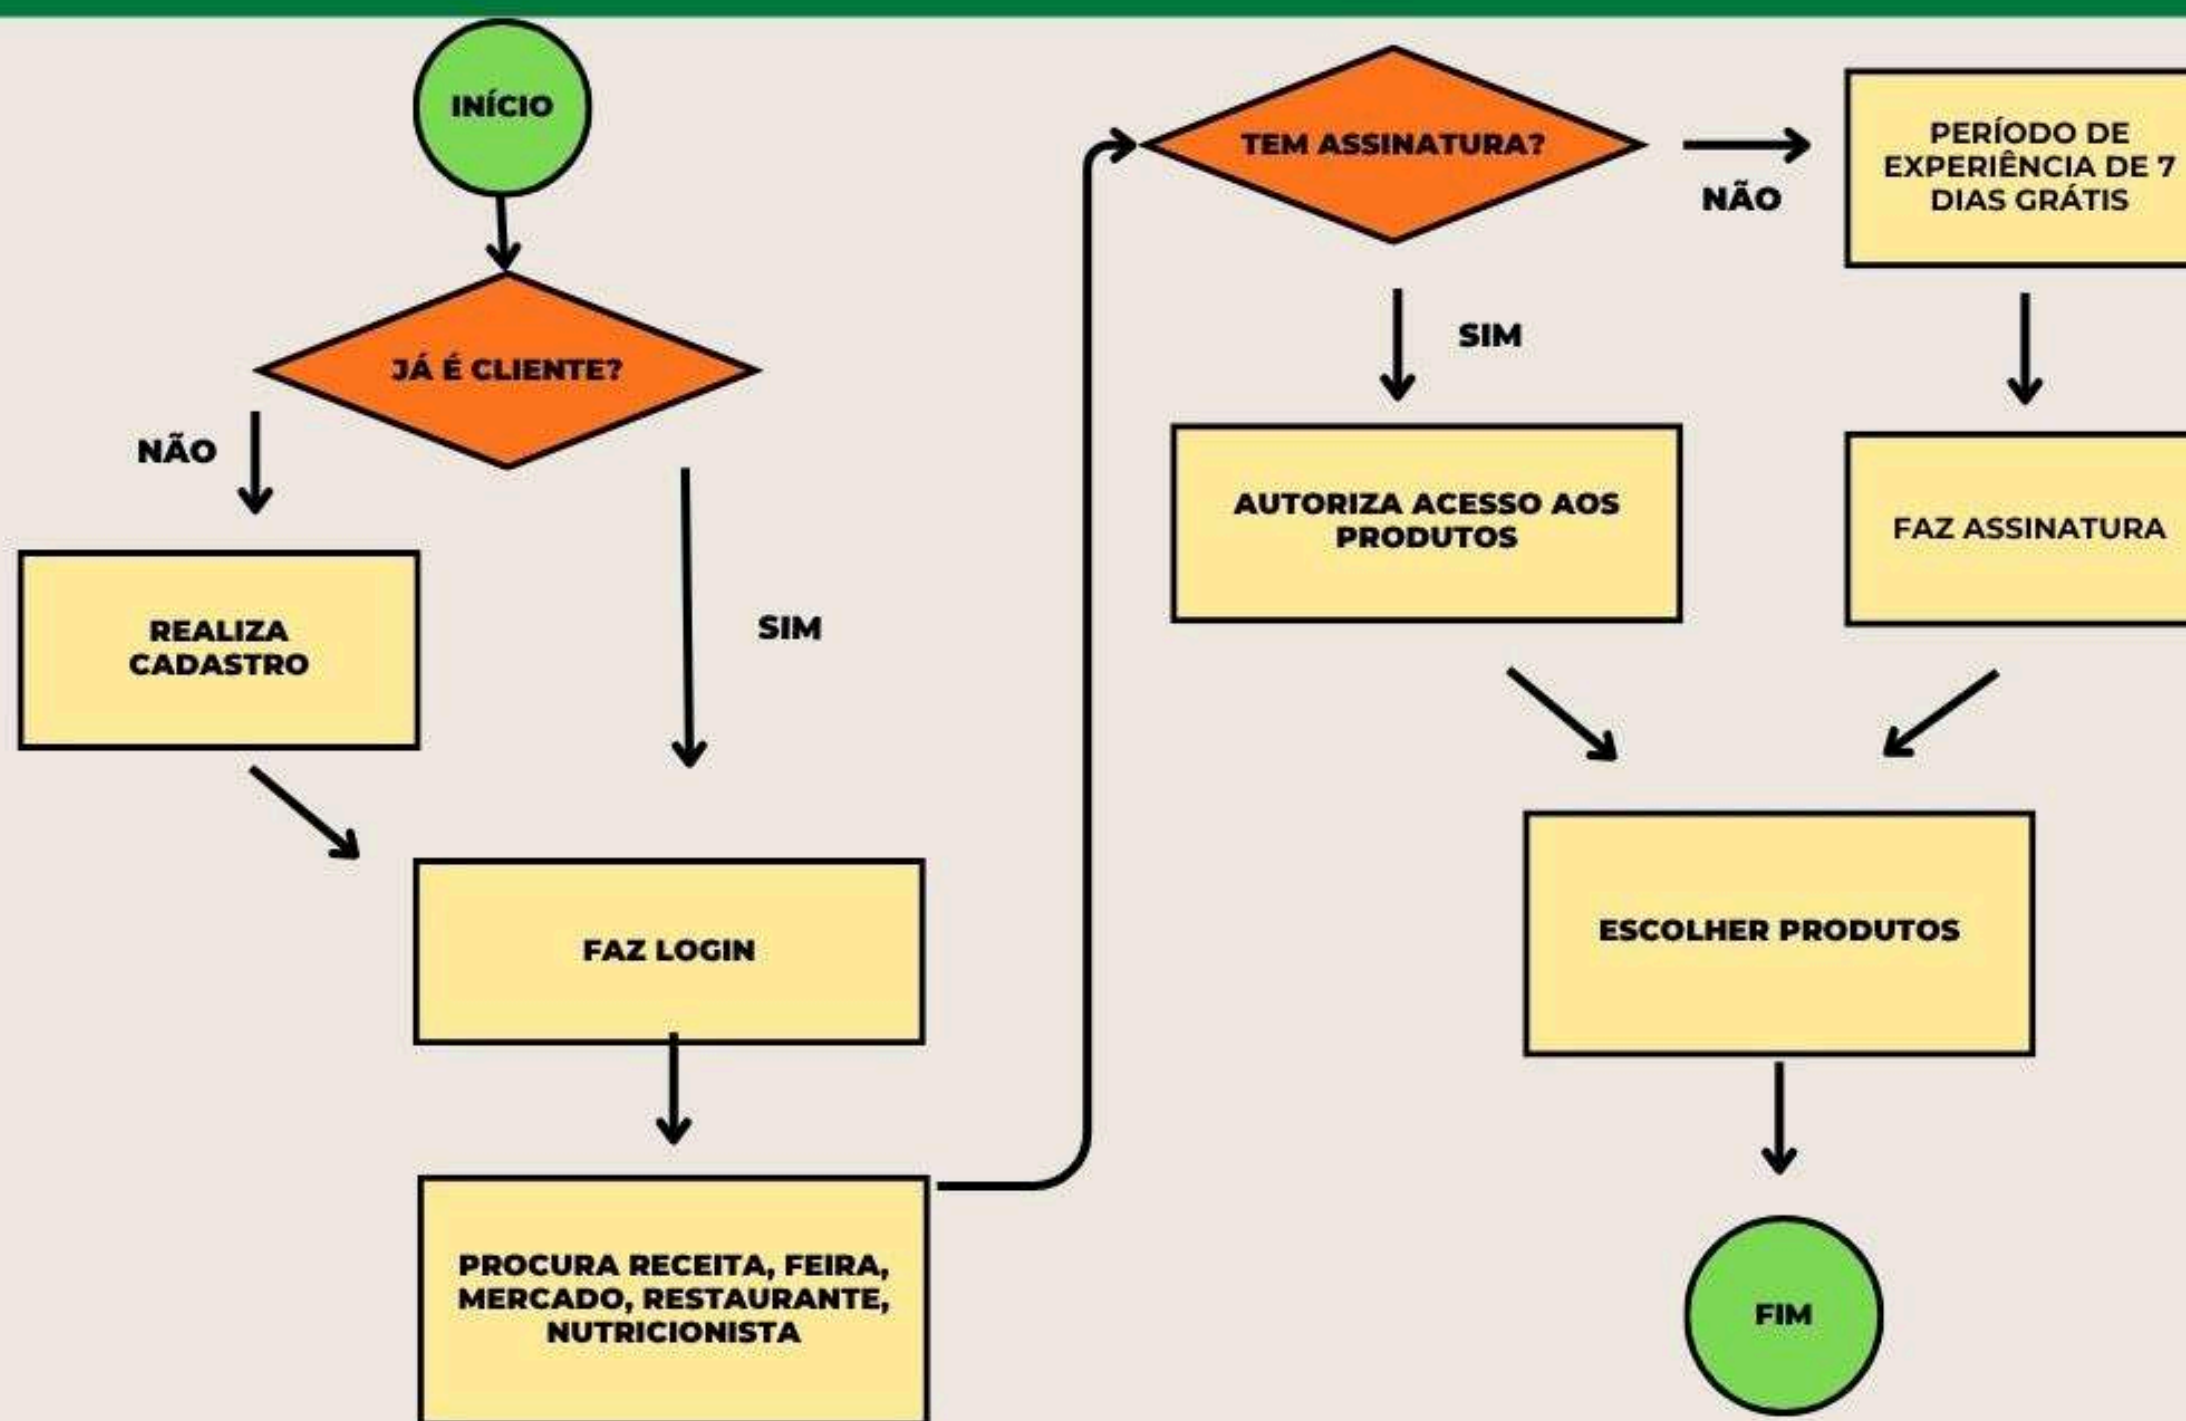 INÍCIO
JÁ É CLIENTE?
NÃO
SIM
REALIZA
CADASTRO
FAZ LOGIN
PROCURA RECEITA, FEIRA,
MERCADO, RESTAURANTE,
NUTRICIONISTA
TEM ASSINATURA?
NÃO
PERÍODO DE
EXPERIÊNCIA DE 7
DIAS GRÁTIS
SIM
AUTORIZA ACESSO AOS
PRODUTOS
FAZ ASSINATURA
ESCOLHER PRODUTOS
FIM